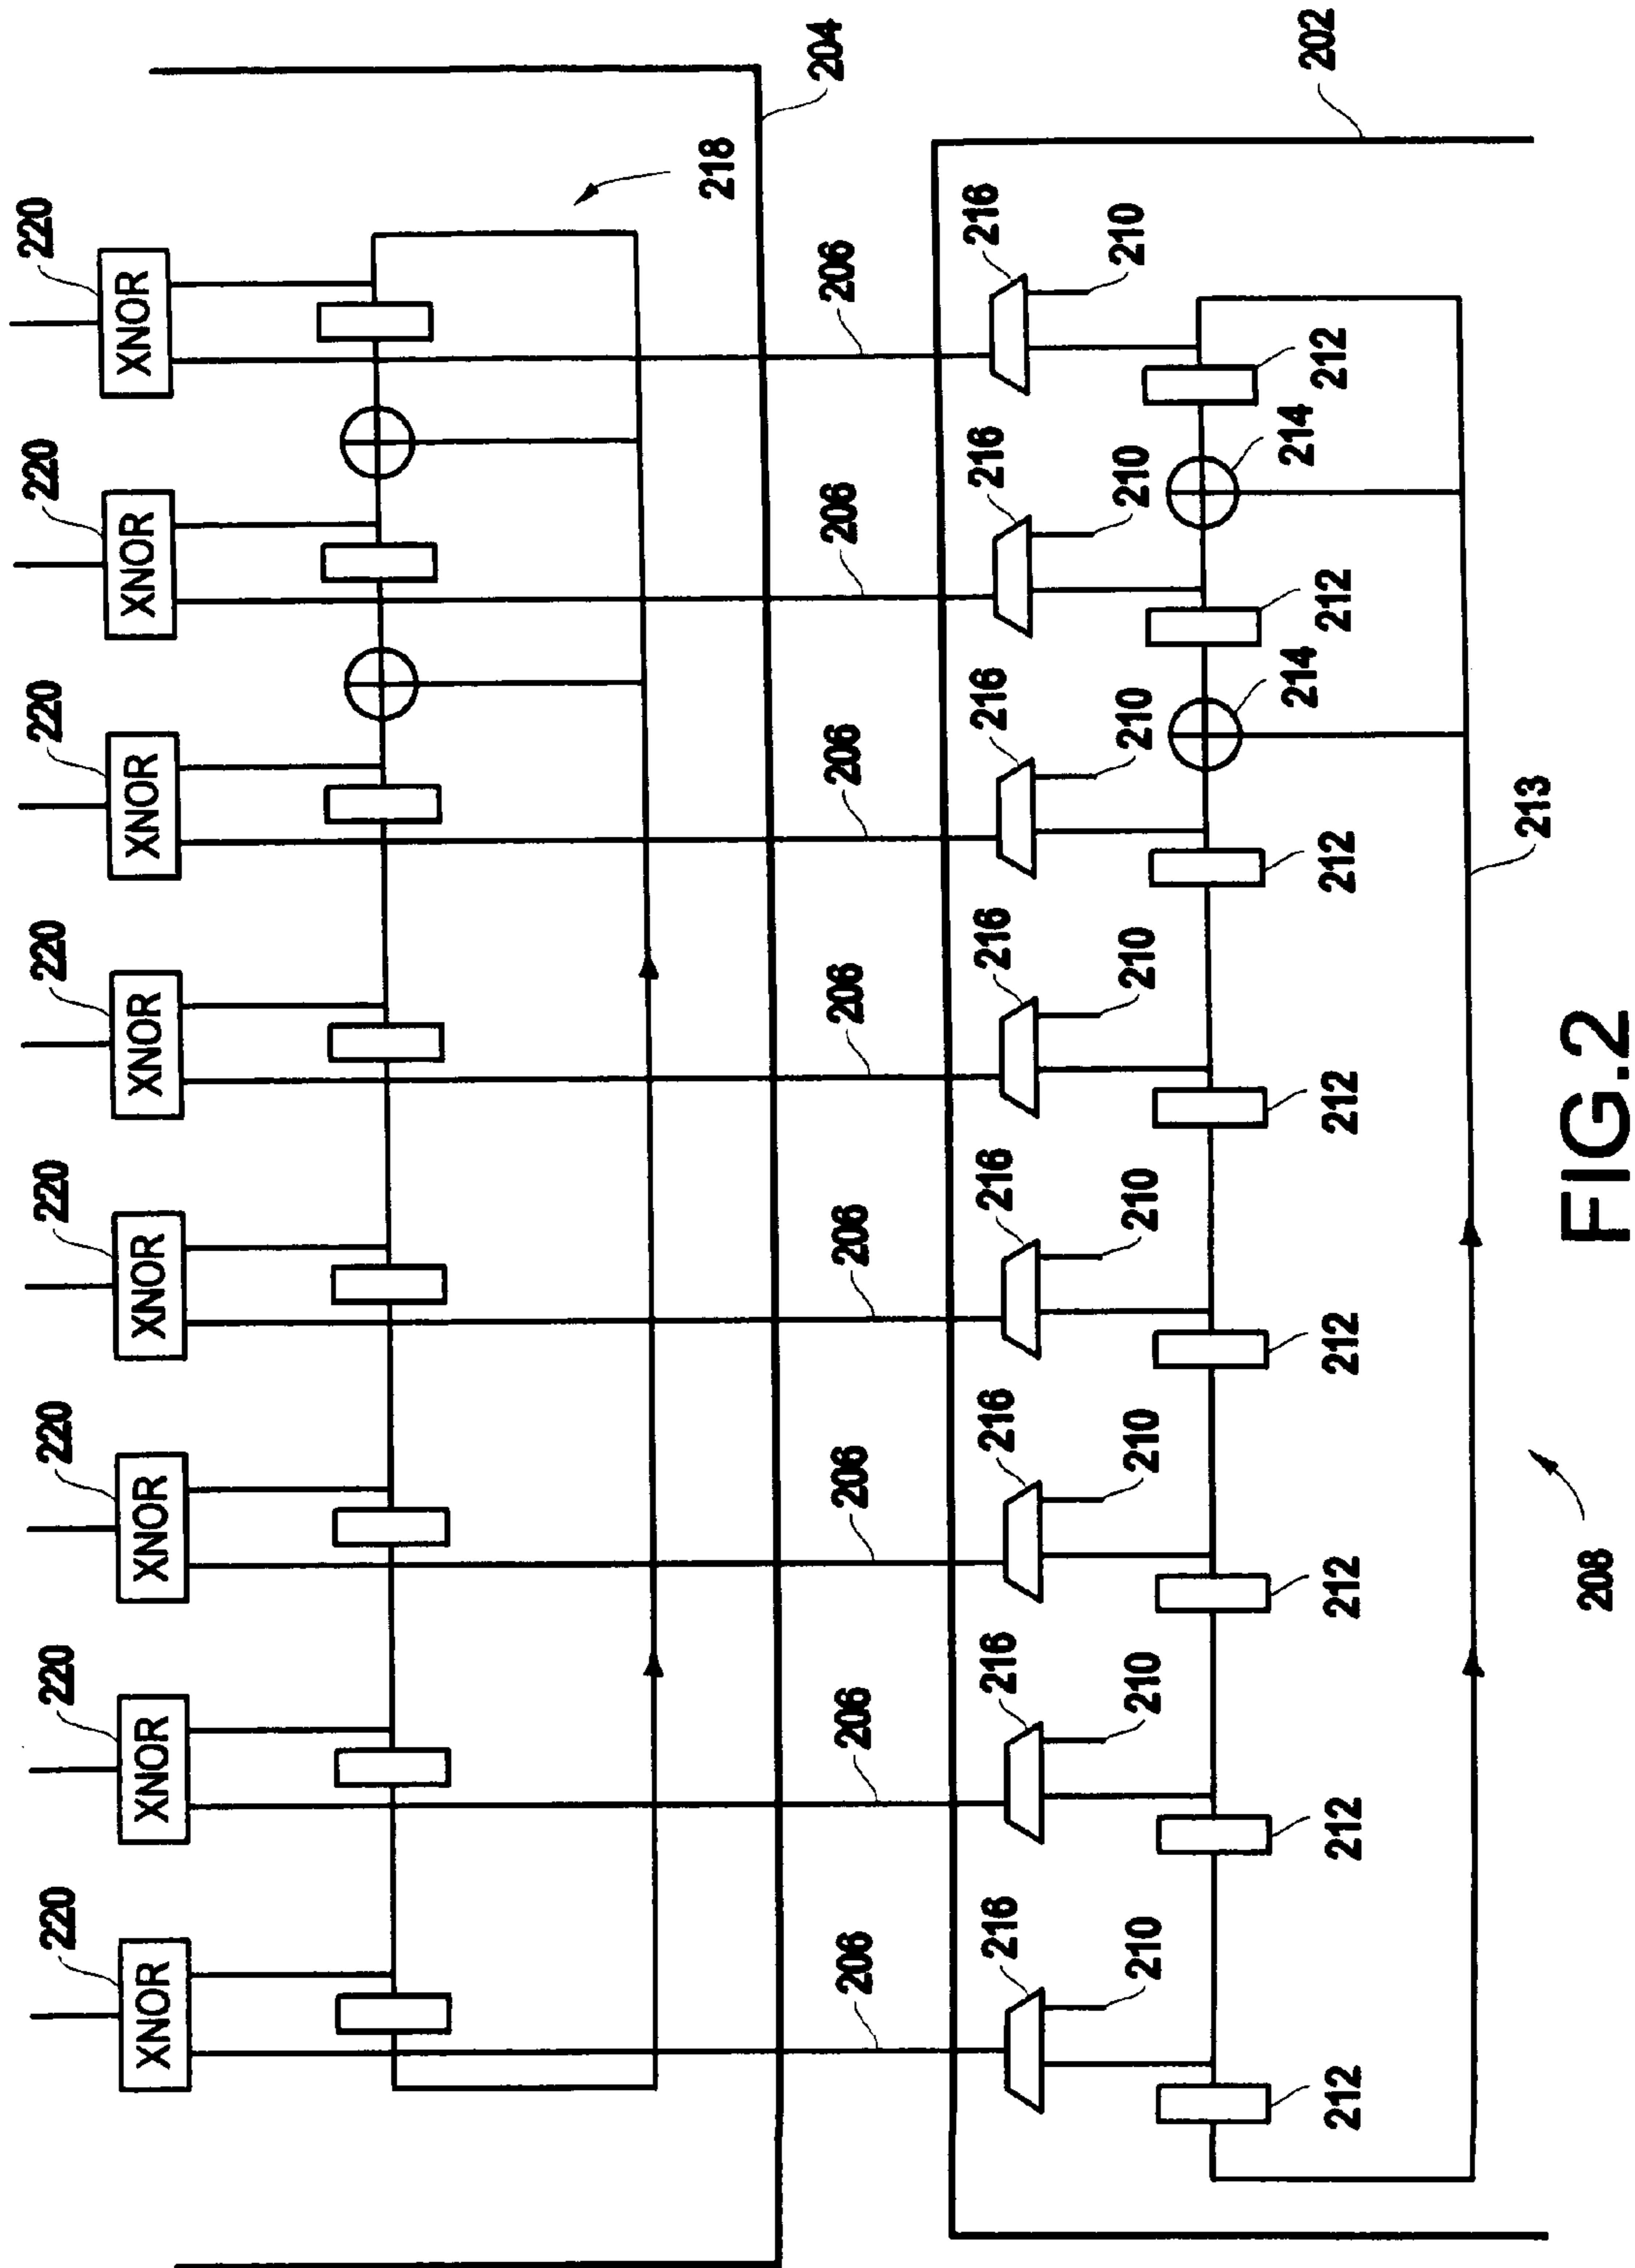 220 220 220 220 220 220 220 220
XNOR XNOR XNOR XNOR XNOR XNOR XNOR XNOR
218
204
206 206 206 206 206 206 206 206
216 216 216 216 216 216 216 216
210 210 210 210 210 210 210 210
214 214
202
212 212 212 212 212 212 212 212
213
208
FIG.2